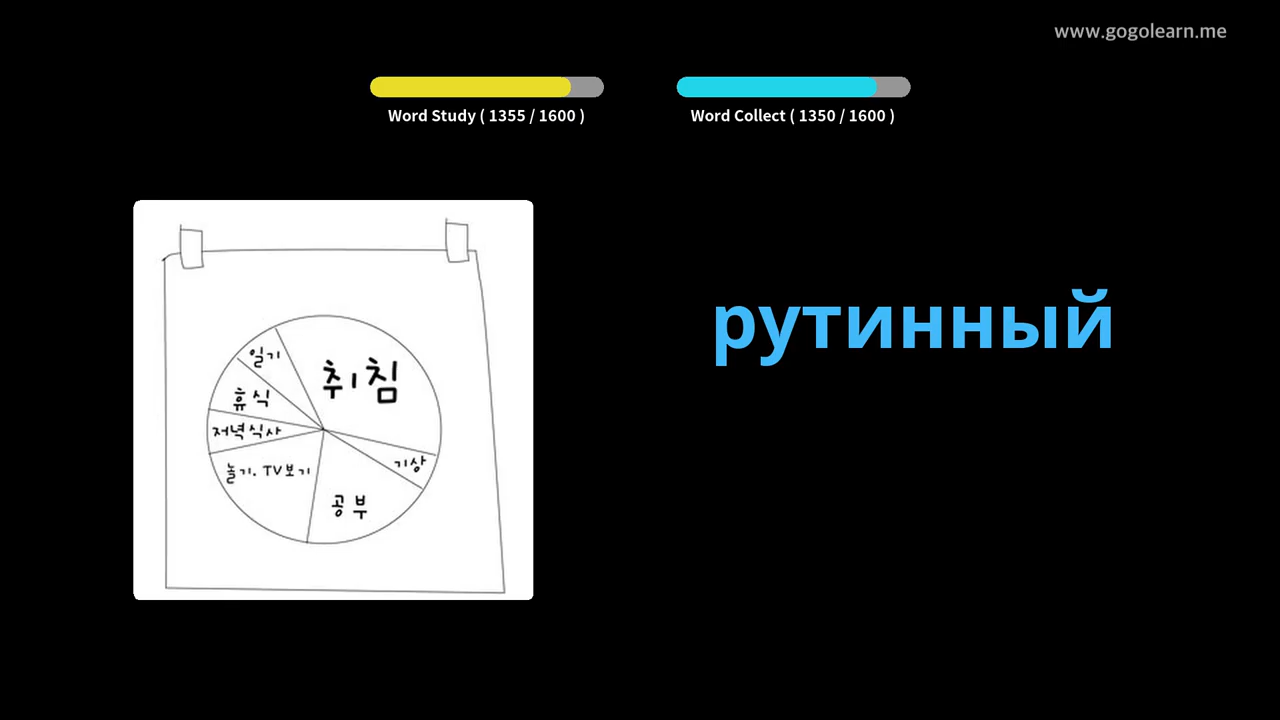 www.gogolearn.me
Word Study ( 1355 / 1600 )
Word Collect ( 1350 / 1600 )
рутинный
일기
취침
휴식
저녁식사
기상
놀기. TV보기
공부